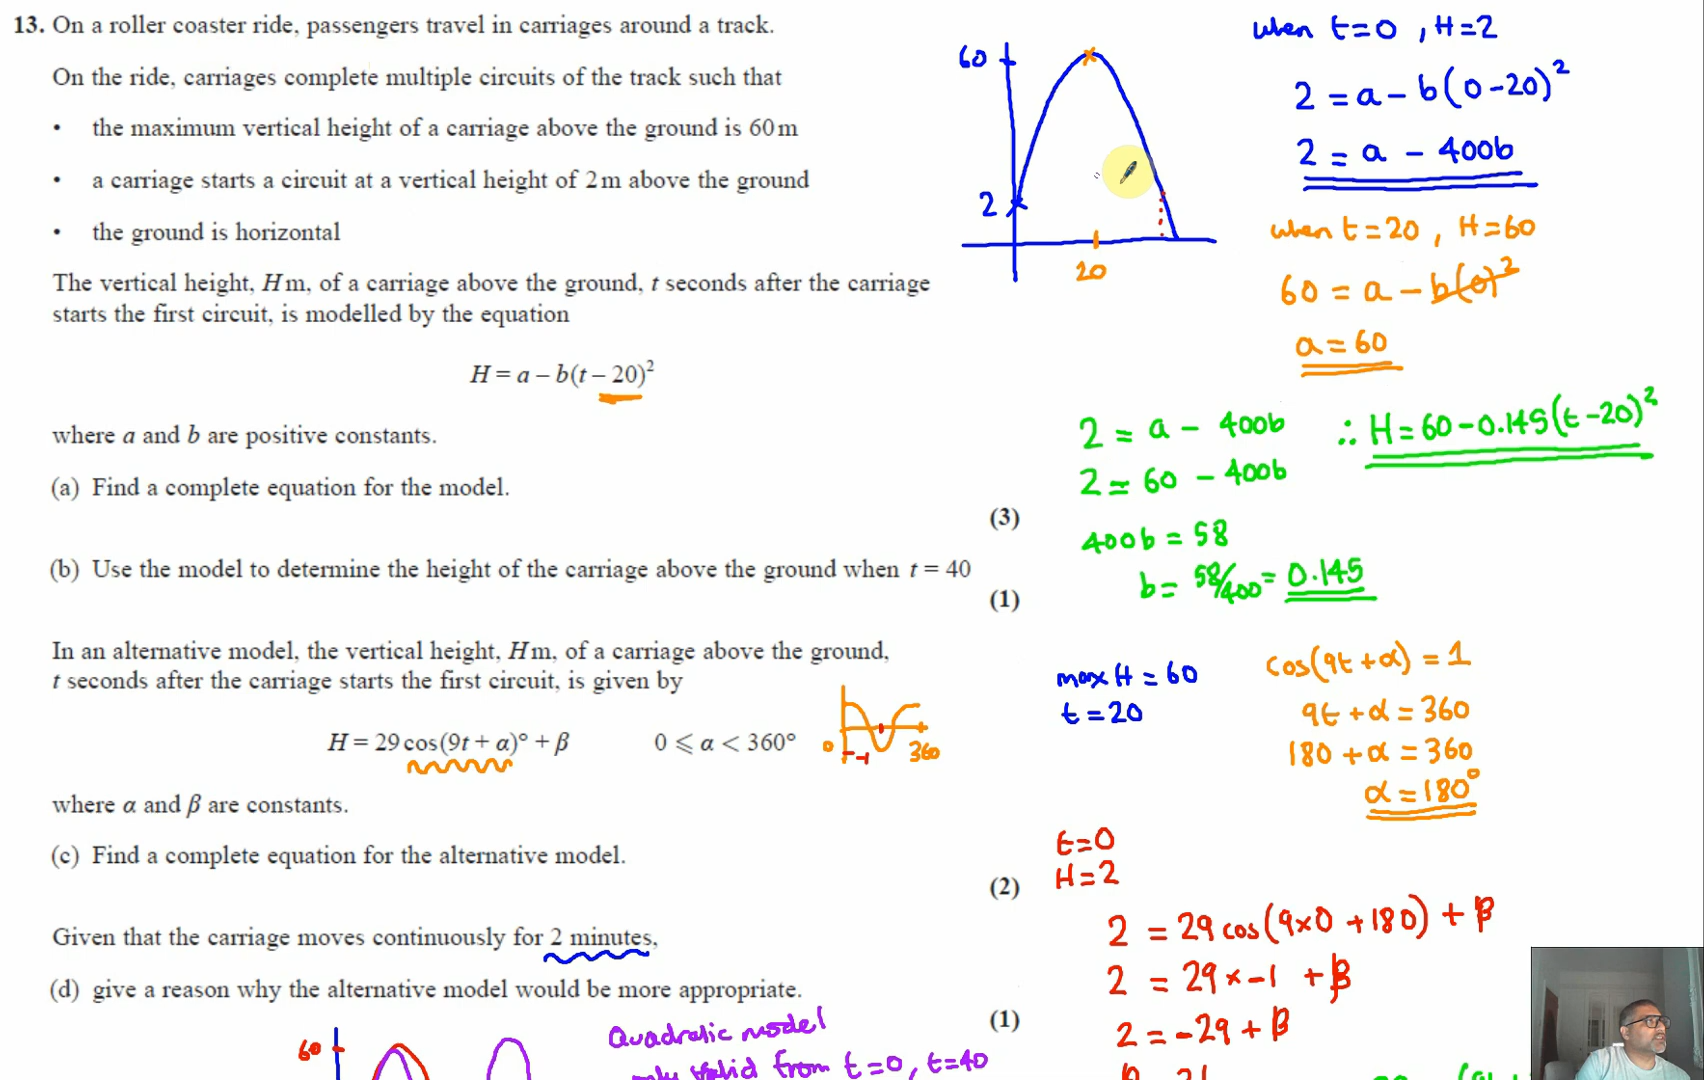 13. On a roller coaster ride, passengers travel in carriages around a track.
On the ride, carriages complete multiple circuits of the track such that
• the maximum vertical height of a carriage above the ground is 60 m
• a carriage starts a circuit at a vertical height of 2 m above the ground
• the ground is horizontal
The vertical height, H m, of a carriage above the ground, t seconds after the carriage
starts the first circuit, is modelled by the equation
H = a – b(t – 20)²
where a and b are positive constants.
(a) Find a complete equation for the model.
(3)
(b) Use the model to determine the height of the carriage above the ground when t = 40
(1)
In an alternative model, the vertical height, H m, of a carriage above the ground,
t seconds after the carriage starts the first circuit, is given by
H = 29 cos(9t + α)° + β 0 ⩽ α < 360°
where α and β are constants.
(c) Find a complete equation for the alternative model.
(2)
Given that the carriage moves continuously for 2 minutes,
(d) give a reason why the alternative model would be more appropriate.
(1)
60
2
20
when t=0 , H=2
2 = a - b(0-20)²
2 = a - 400b
when t=20 , H=60
60 = a - b(0)²
a = 60
2 = a - 400b
2 = 60 - 400b
400b = 58
b = 58/400 = 0.145
∴ H = 60 - 0.145(t-20)²
0
-1
360
max H = 60
t = 20
cos(9t + α) = 1
9t + α = 360
180 + α = 360
α = 180°
t=0
H=2
2 = 29 cos(9×0 + 180) + β
2 = 29 × -1 + β
2 = -29 + β
60
Quadratic model
only valid from t=0, t=40